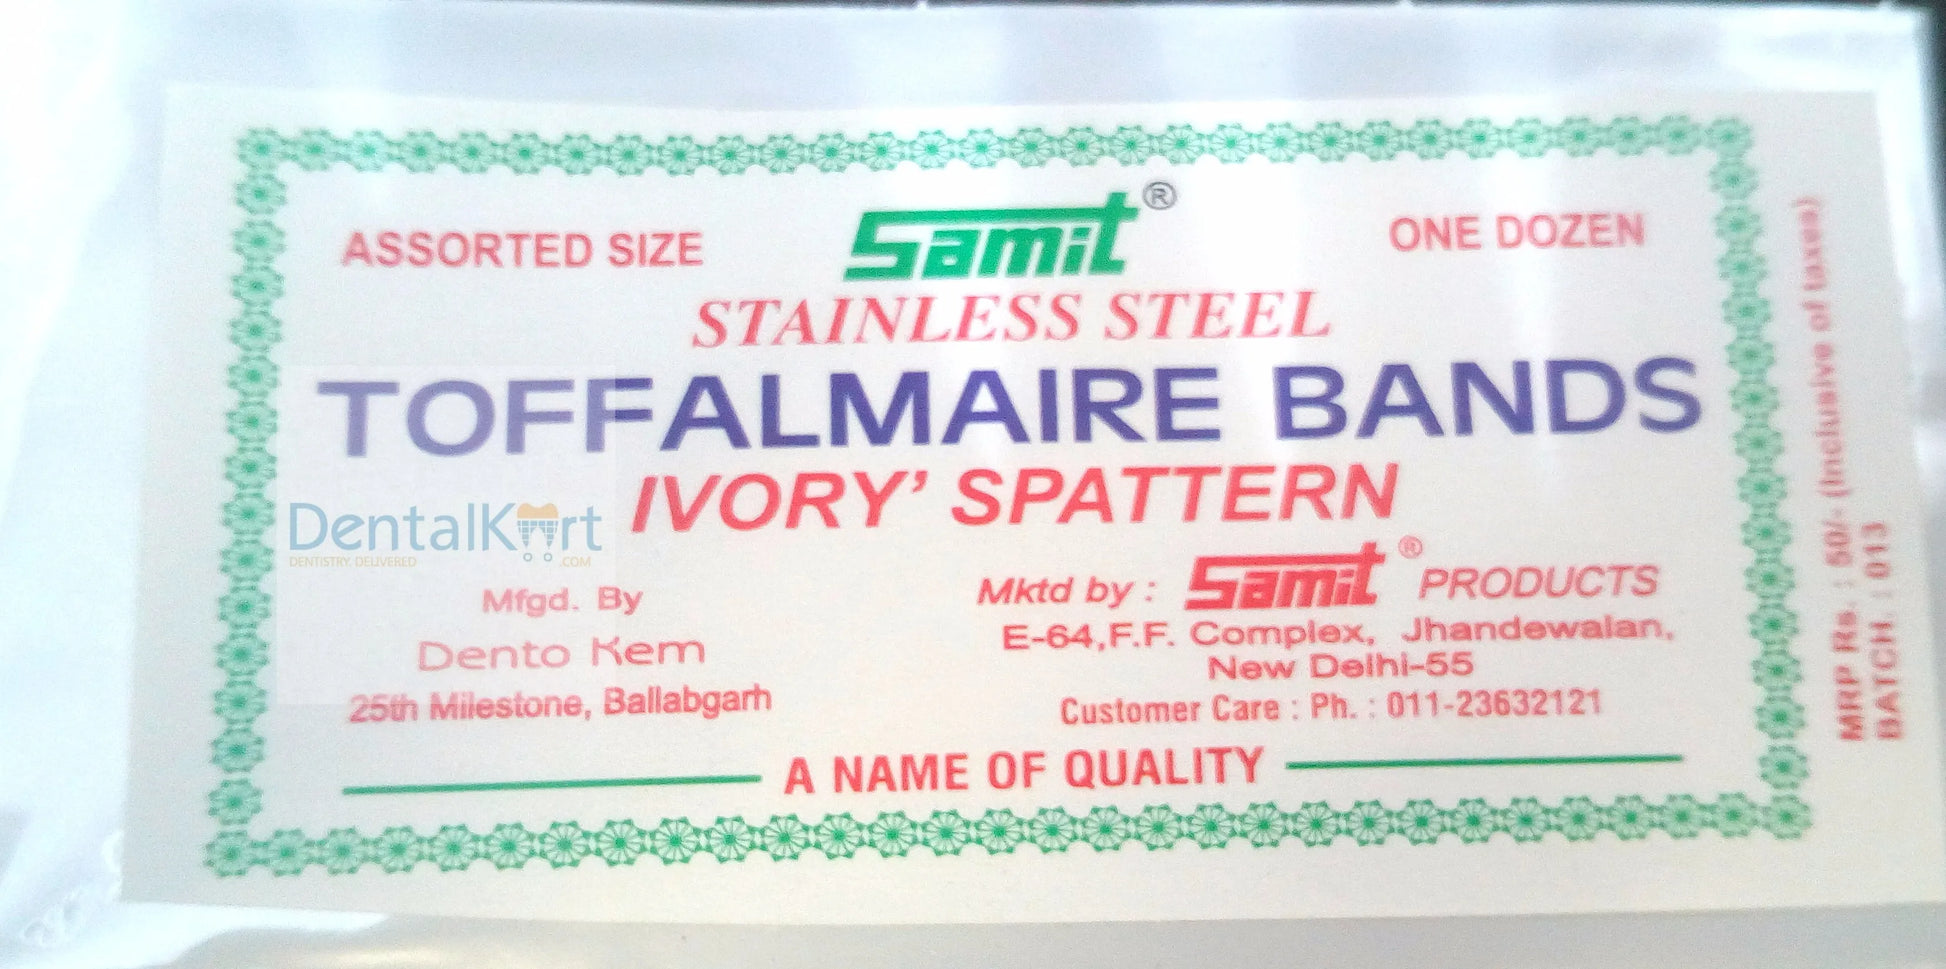 ASSORTED SIZE
Samit®
ONE DOZEN
STAINLESS STEEL
TOFFALMAIRE BANDS
IVORY' SPATTERN
DentalKart
DENTISTRY DELIVERED .COM
Mfgd. By
Dento Kem
25th Milestone, Ballabgarh
Mktd by : Samit® PRODUCTS
E-64,F.F. Complex, Jhandewalan,
New Delhi-55
Customer Care : Ph. : 011-23632121
A NAME OF QUALITY
MRP Rs. : 50/- (Inclusive of taxes)
BATCH. : 013